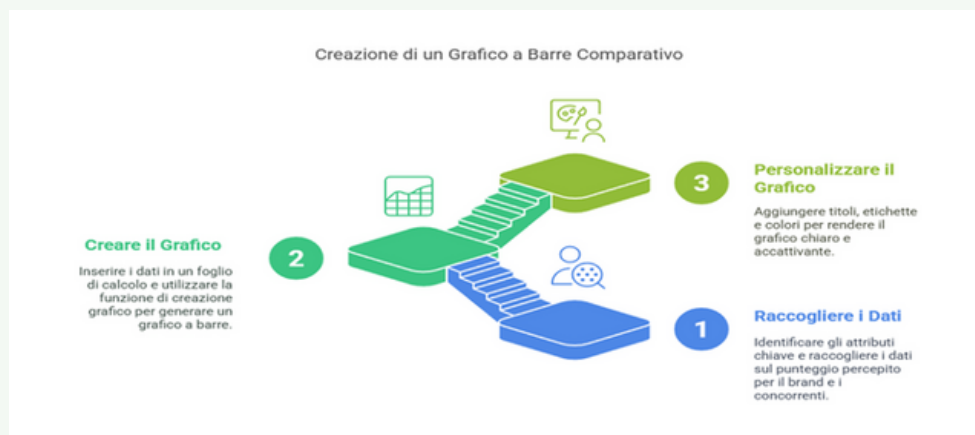 Creazione di un Grafico a Barre Comparativo
3
Personalizzare il
Grafico
Aggiungere titoli, etichette
e colori per rendere il
grafico chiaro e
accattivante.
Creare il Grafico
2
Inserire i dati in un foglio
di calcolo e utilizzare la
funzione di creazione
grafico per generare un
grafico a barre.
1
Raccogliere i Dati
Identificare gli attributi
chiave e raccogliere i dati
sul punteggio percepito
per il brand e i
concorrenti.